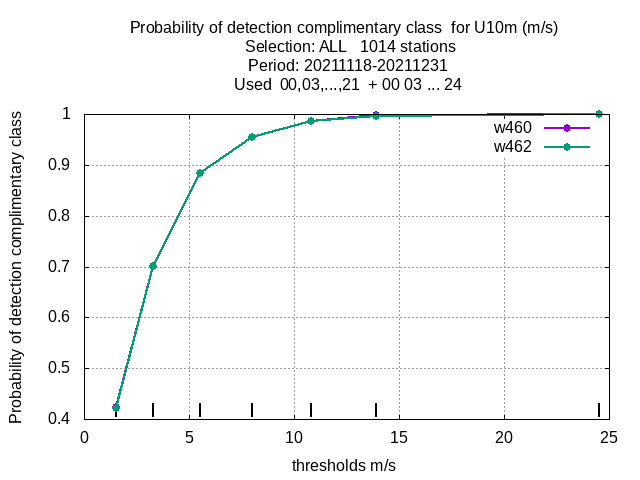 Probability of detection complimentary class  for U10m (m/s)
Selection: ALL   1014 stations
Period: 20211118-20211231
Used  00,03,...,21  + 00 03 ... 24
Probability of detection complimentary class
1
0.9
0.8
0.7
0.6
0.5
0.4
w460
w462
0 5 10 15 20 25
thresholds m/s